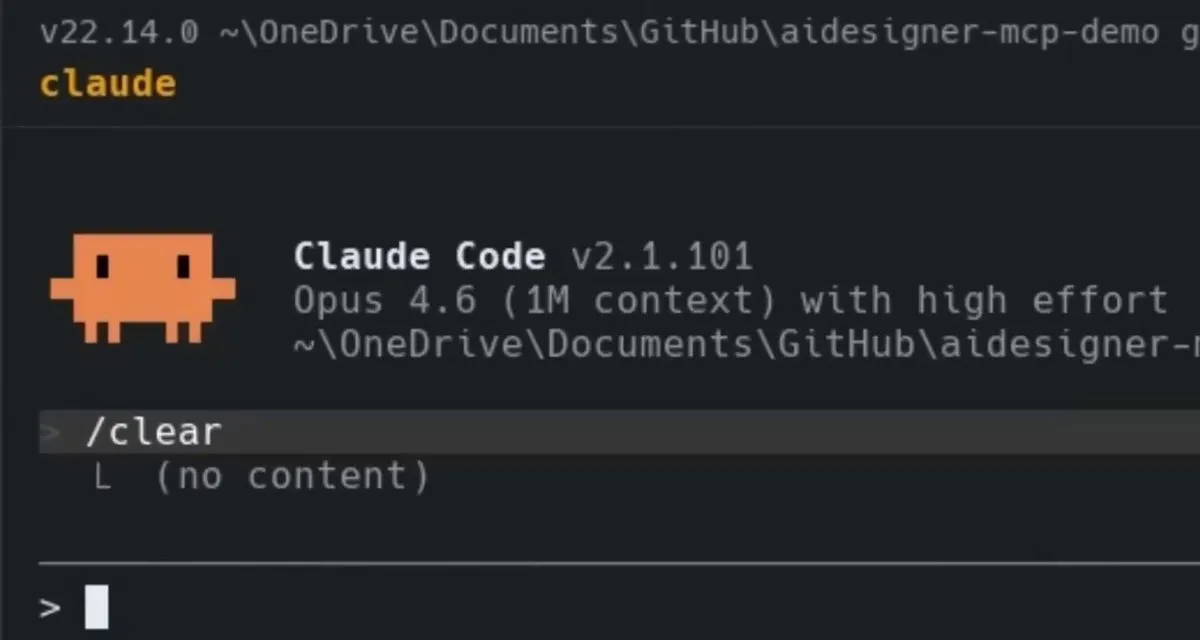 v22.14.0 ~\OneDrive\Documents\GitHub\aidesigner-mcp-demo
claude
Claude Code v2.1.101
Opus 4.6 (1M context) with high effort
~\OneDrive\Documents\GitHub\aidesigner-
> /clear
L (no content)
>